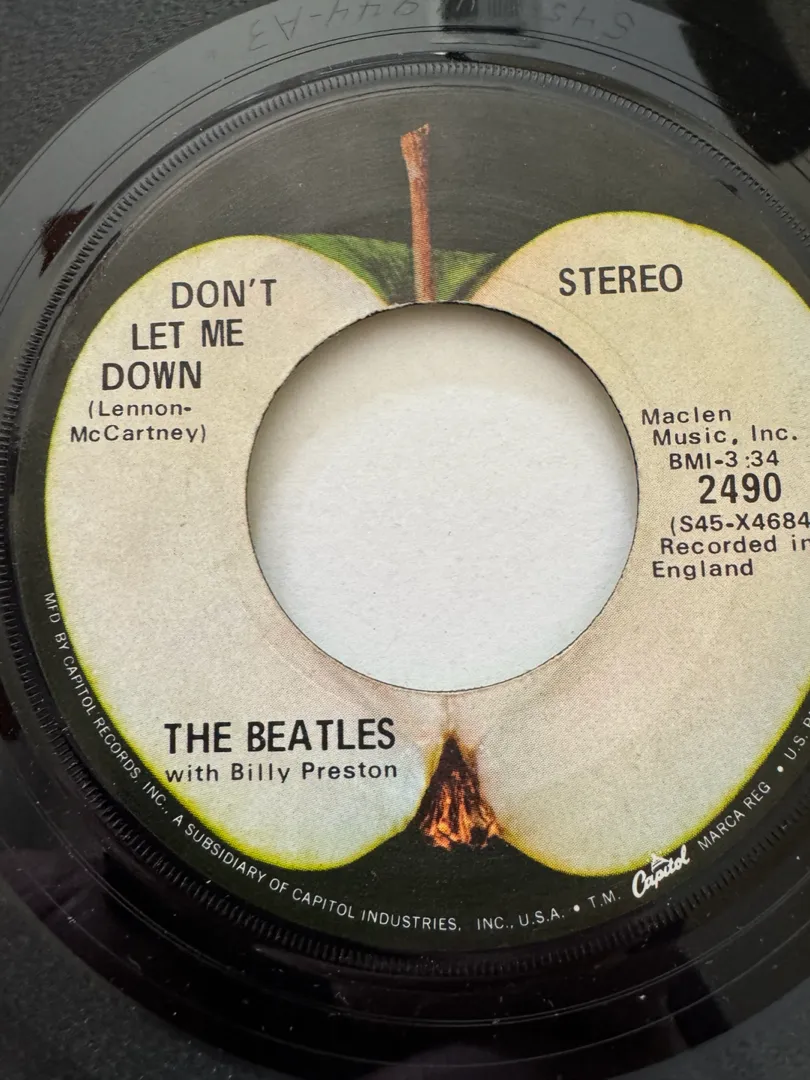 DON'T
LET ME
DOWN
(Lennon-
McCartney)
STEREO
Maclen
Music, Inc.
BMI-3:34
2490
(S45-X4684
Recorded in
England
THE BEATLES
with Billy Preston
MFD. BY CAPITOL RECORDS, INC., A SUBSIDIARY OF CAPITOL INDUSTRIES, INC., U.S.A. • T.M. Capitol MARCA REG • U.S.